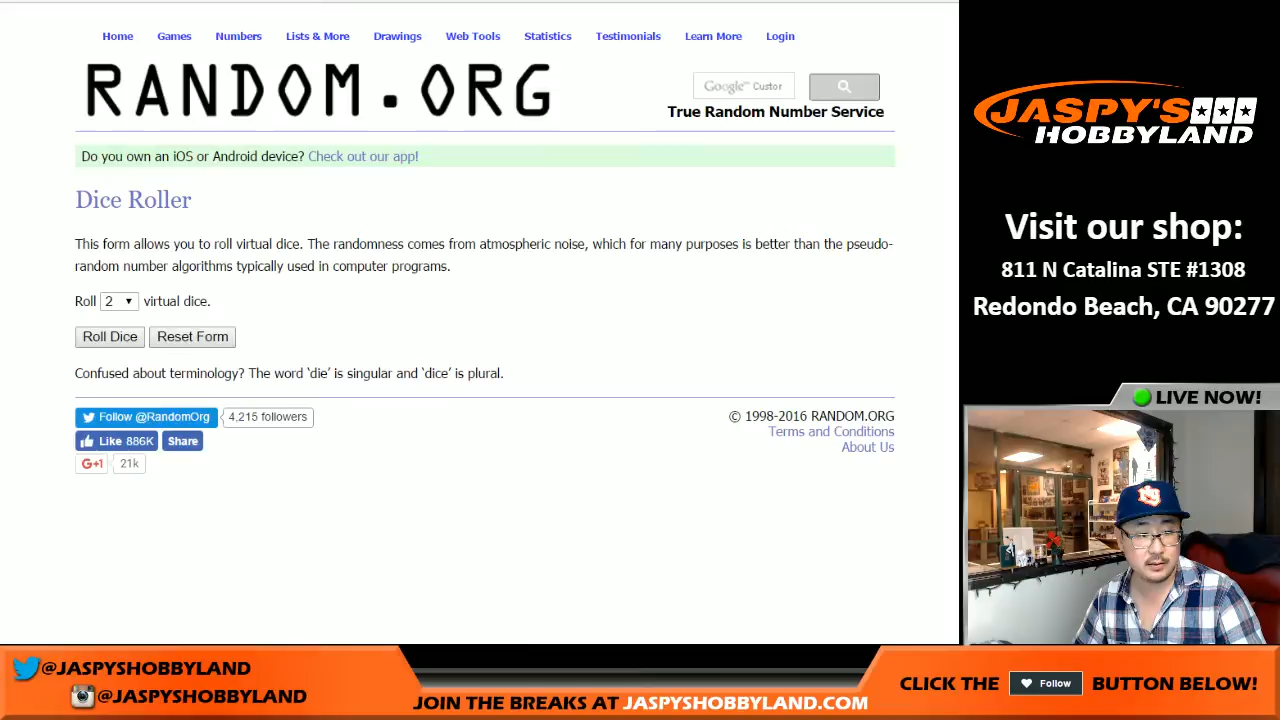 Home Games Numbers Lists & More Drawings Web Tools Statistics Testimonials Learn More Login
RANDOM.ORG
Google™ Custor
True Random Number Service
Do you own an iOS or Android device? Check out our app!
Dice Roller
This form allows you to roll virtual dice. The randomness comes from atmospheric noise, which for many purposes is better than the pseudo-
random number algorithms typically used in computer programs.
Roll 2 virtual dice.
Roll Dice Reset Form
Confused about terminology? The word ‘die’ is singular and ‘dice’ is plural.
Follow @RandomOrg 4,215 followers
Like 886K Share
G+1 21k
© 1998-2016 RANDOM.ORG
Terms and Conditions
About Us
JASPY'S
HOBBYLAND
Visit our shop:
811 N Catalina STE #1308
Redondo Beach, CA 90277
LIVE NOW!
@JASPYSHOBBYLAND
@JASPYSHOBBYLAND
JOIN THE BREAKS AT JASPYSHOBBYLAND.COM
CLICK THE Follow BUTTON BELOW!